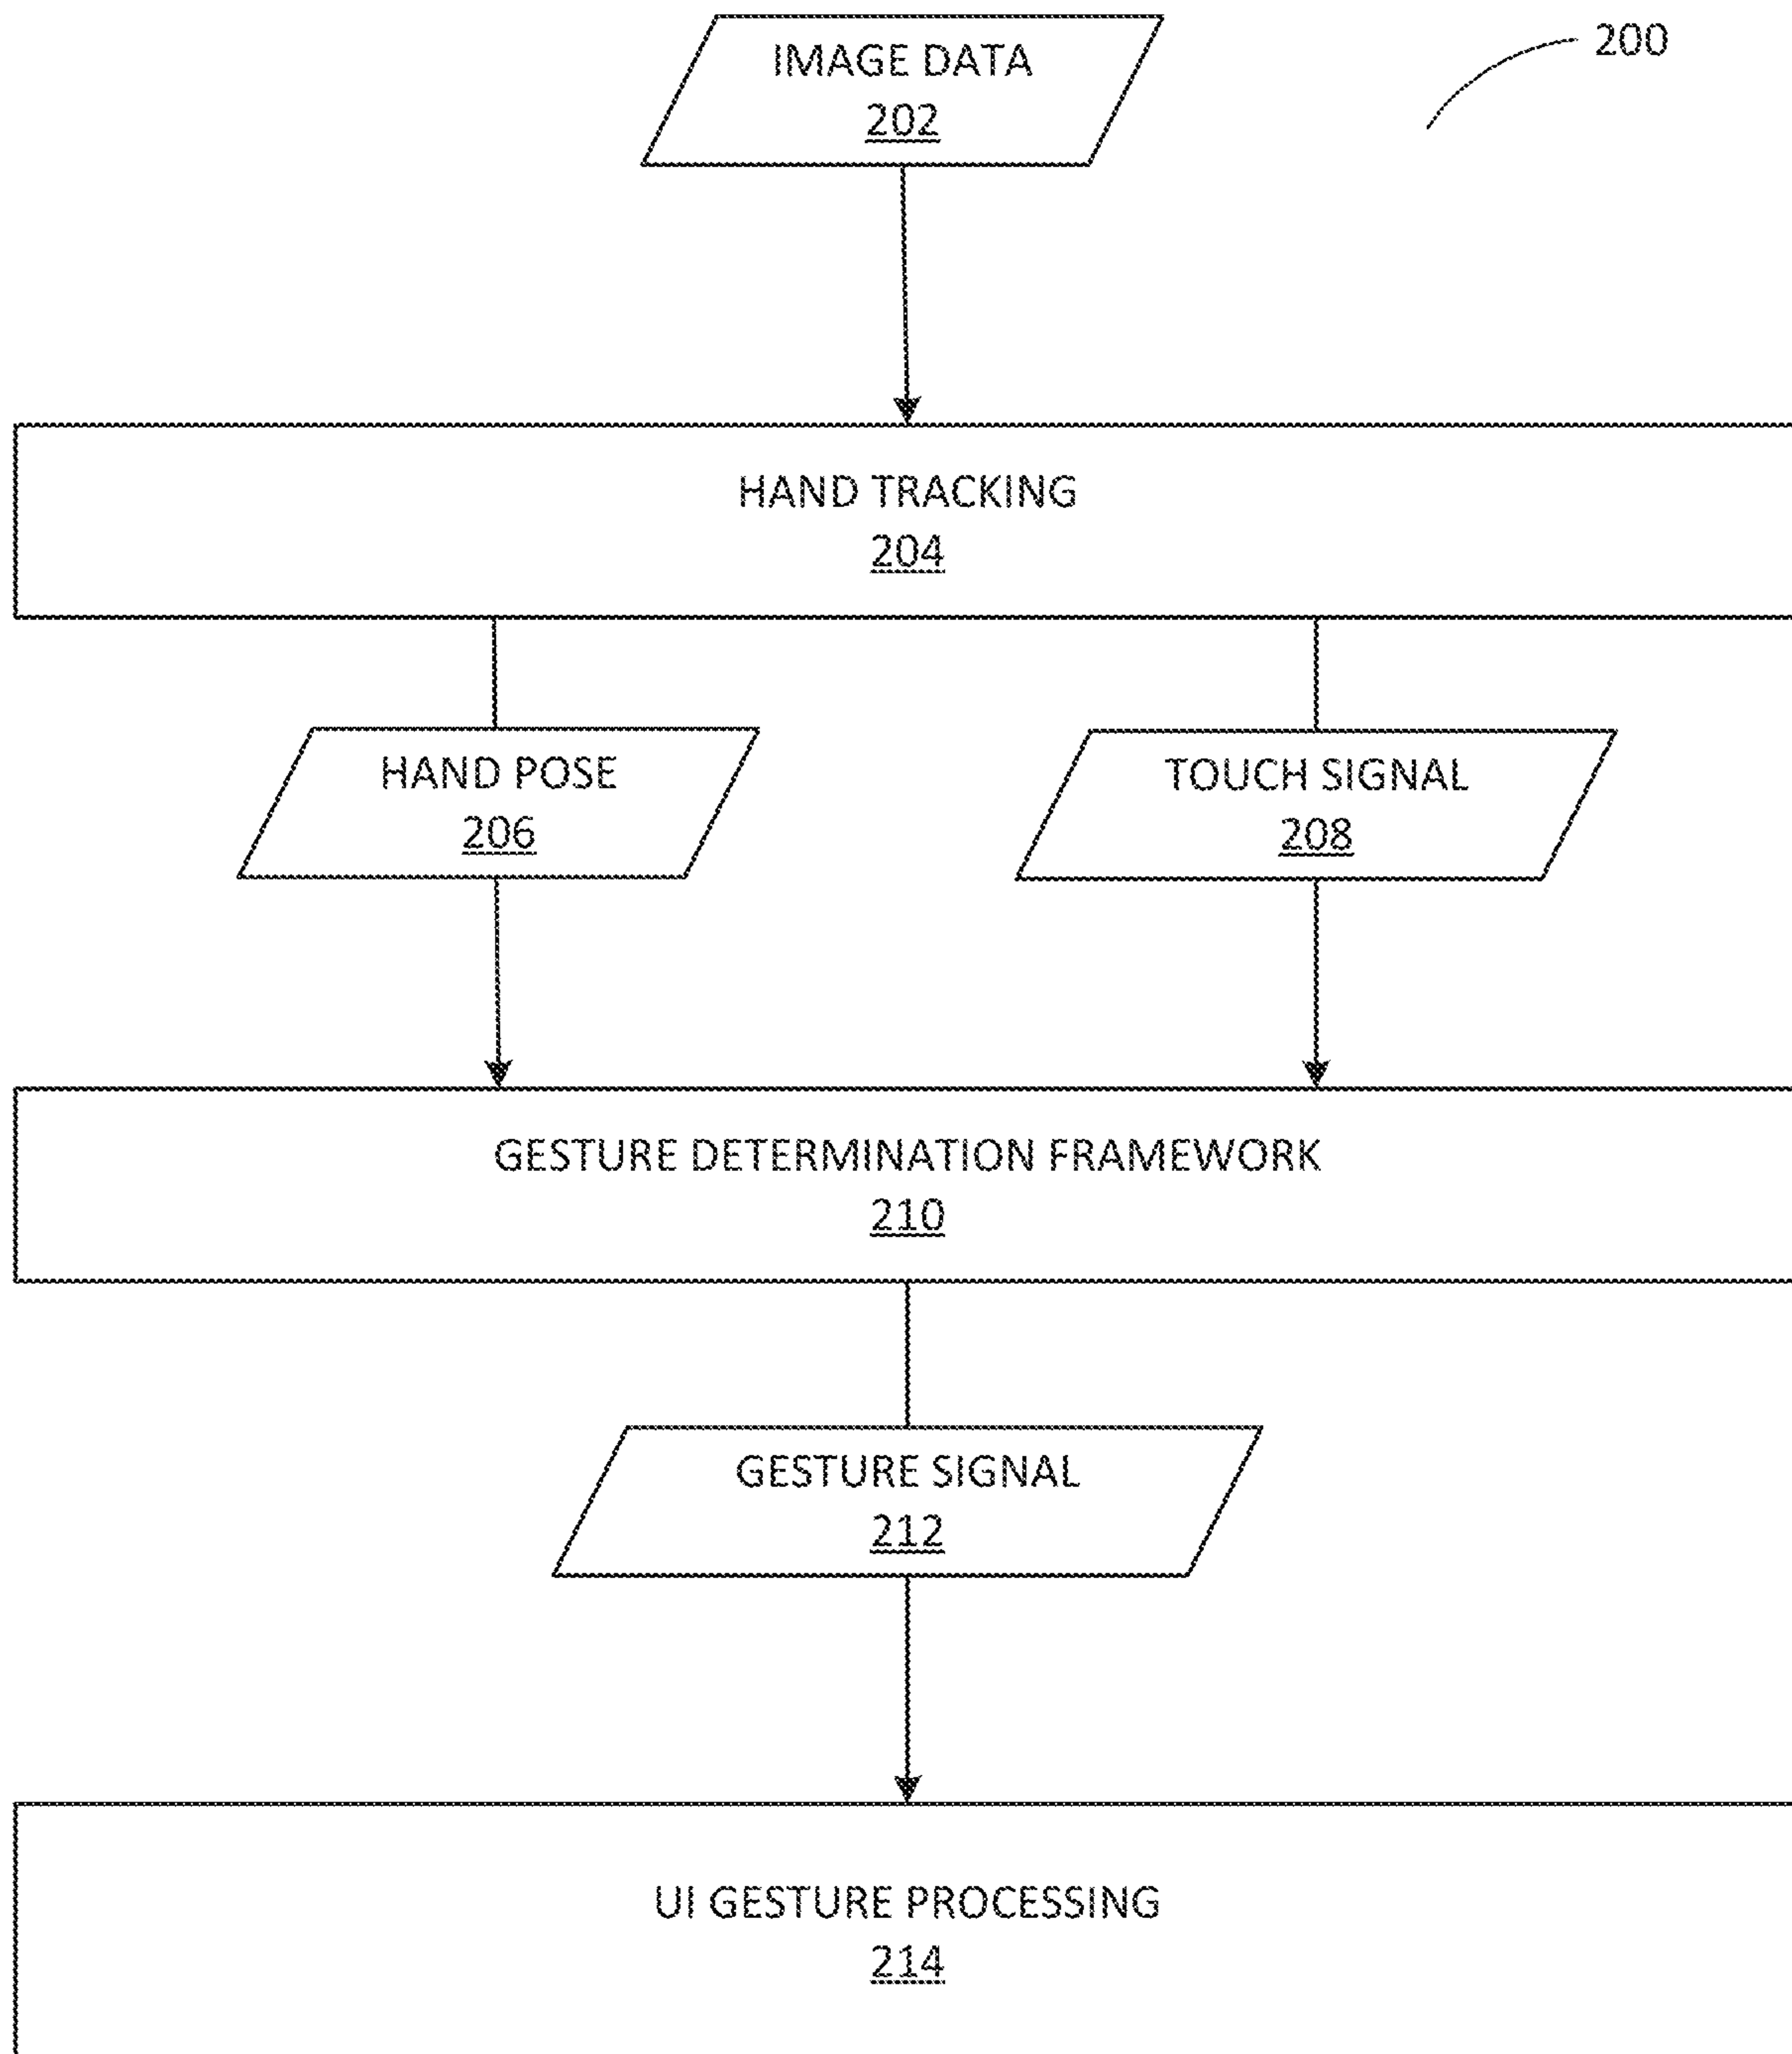 IMAGE DATA
202
200
HAND TRACKING
204
HAND POSE
206
TOUCH SIGNAL
208
GESTURE DETERMINATION FRAMEWORK
210
GESTURE SIGNAL
212
UI GESTURE PROCESSING
214